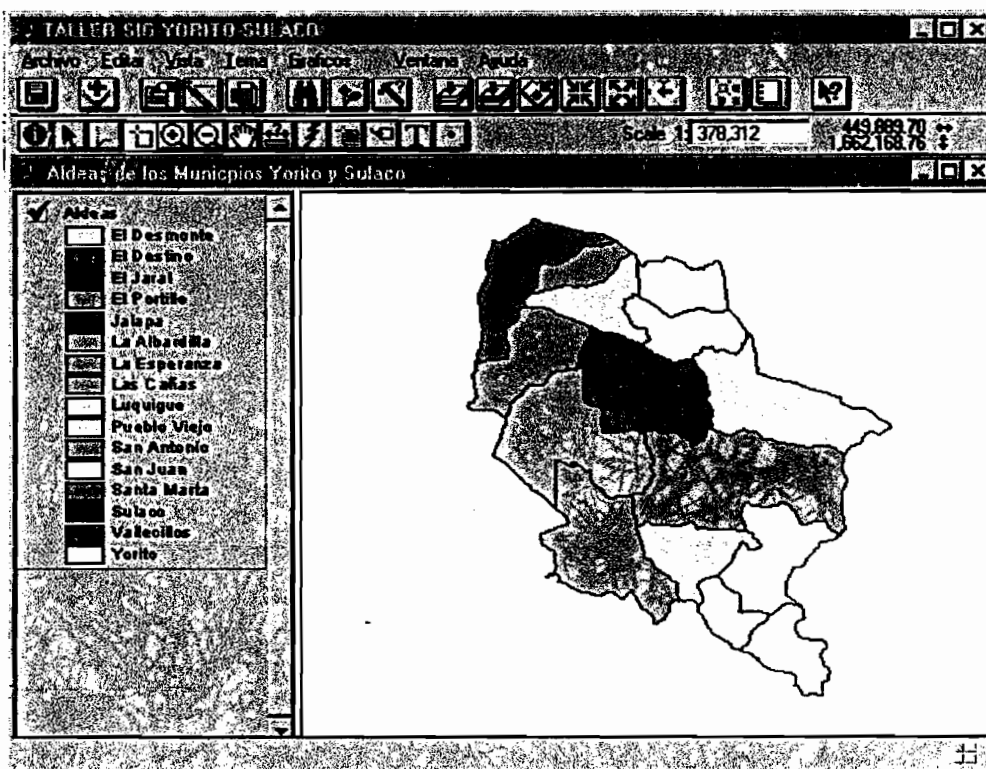 TALLER SIG YORITO-SULACO
Archivo Editar Vista Tema Gráficos Ventana Ayuda
Scale 1: 378,312
449,889.70
1,662,168.76
Aldeas de los Municpios Yorito y Sulaco
Aldeas
El Desmonte
El Destino
El Jaral
El Portillo
Jalapa
La Albardilla
La Esperanza
Las Cañas
Luquigue
Pueblo Viejo
San Antonio
San Juan
Santa Marta
Sulaco
Vallecillos
Yorito